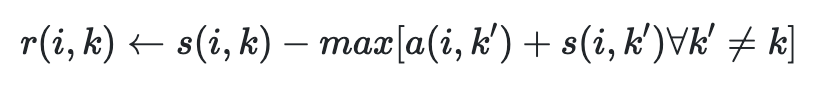 r(i, k) ← s(i, k) − max[a(i, k′) + s(i, k′)∀k′ ≠ k]